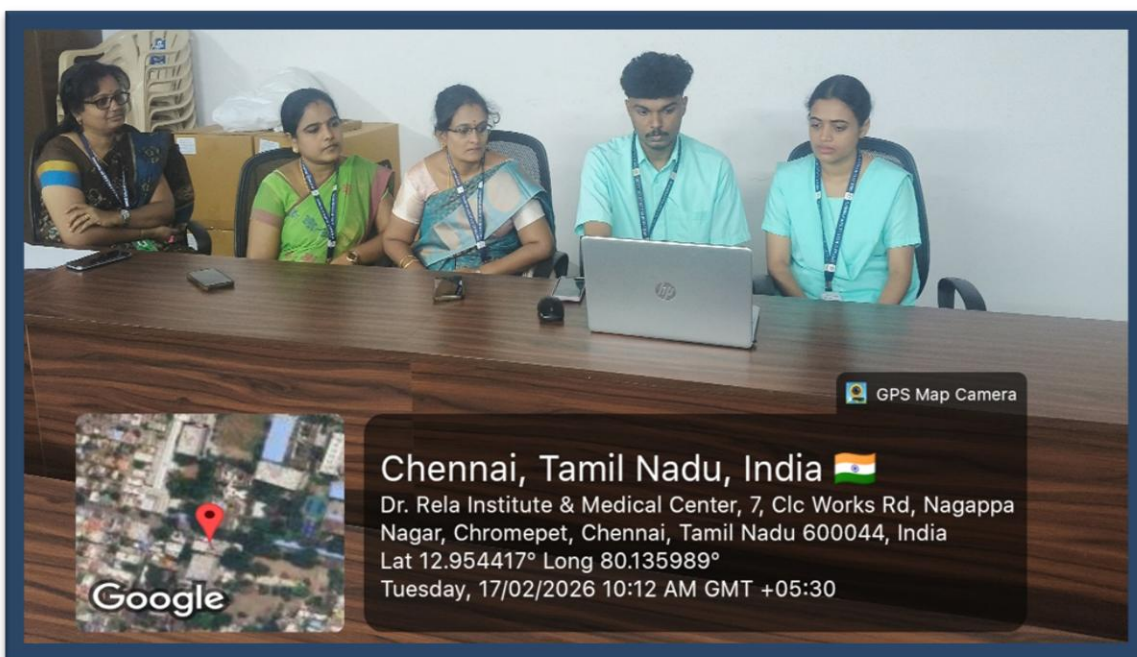 hp
GPS Map Camera
Chennai, Tamil Nadu, India
Dr. Rela Institute & Medical Center, 7, Clc Works Rd, Nagappa
Nagar, Chromepet, Chennai, Tamil Nadu 600044, India
Lat 12.954417° Long 80.135989°
Tuesday, 17/02/2026 10:12 AM GMT +05:30
Google